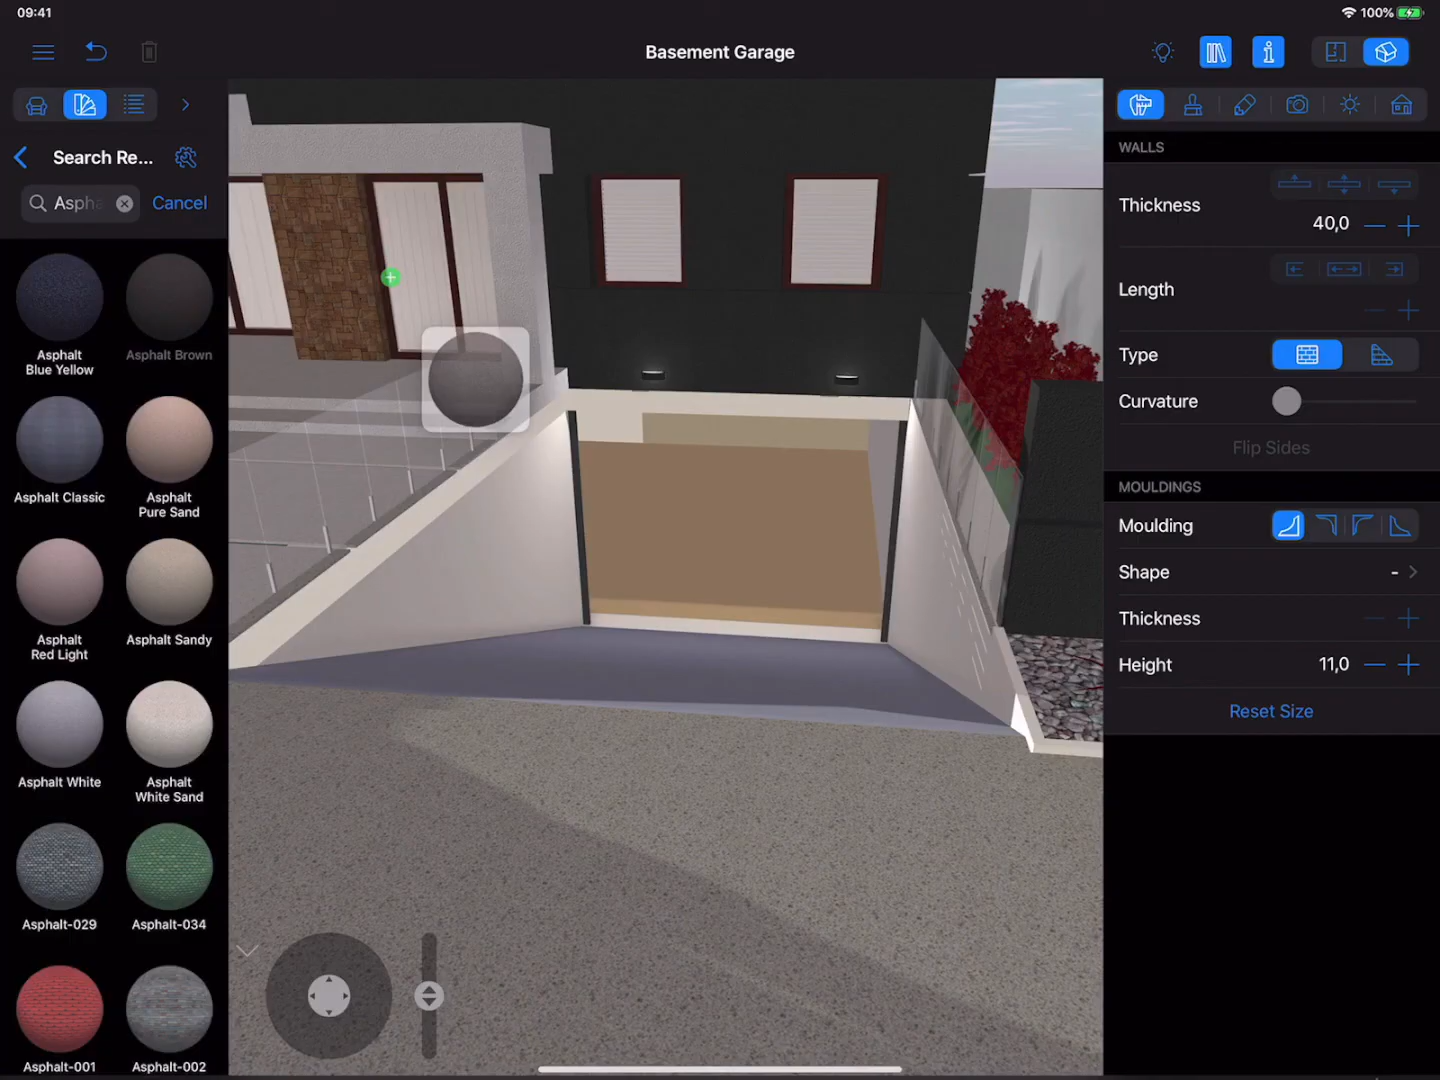 09:41
100%
Basement Garage
Search Re...
Asph
Cancel
Asphalt
Blue Yellow
Asphalt Brown
Asphalt Classic
Asphalt
Pure Sand
Asphalt
Red Light
Asphalt Sandy
Asphalt White
Asphalt
White Sand
Asphalt-029
Asphalt-034
Asphalt-001
Asphalt-002
WALLS
Thickness
40,0
Length
Type
Curvature
Flip Sides
MOULDINGS
Moulding
Shape
-
Thickness
Height
11,0
Reset Size